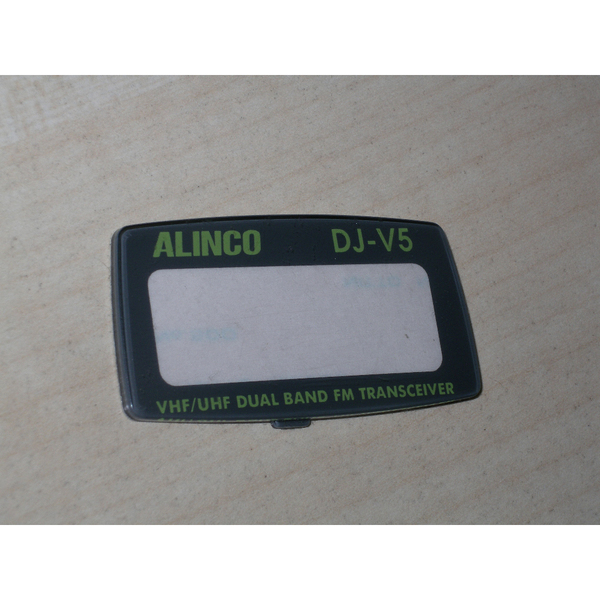 ALINCO DJ-V5
VHF/UHF DUAL BAND FM TRANSCEIVER